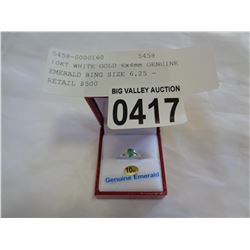 5459-0000160 5459
10KT WHITE GOLD 6x4mm GENUINE
EMERALD RING SIZE 6.25 -
RETAIL $500
BIG VALLEY AUCTION
0417
10K
Genuine Emerald